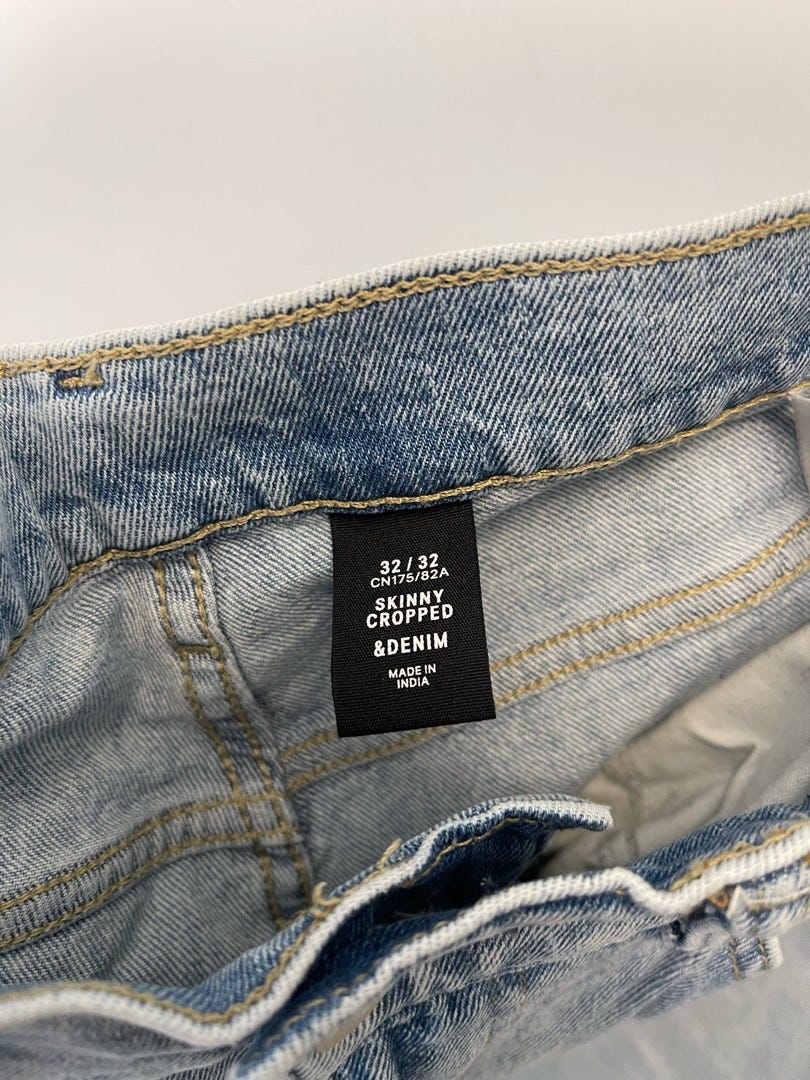 32 / 32
CN175/82A
SKINNY
CROPPED
&DENIM
MADE IN
INDIA